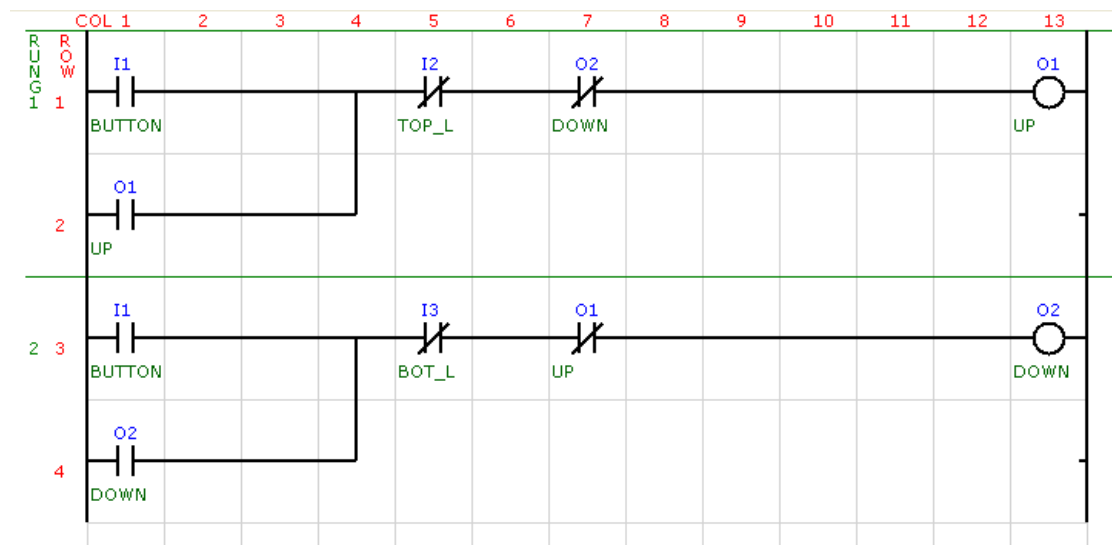 COL 1 2 3 4 5 6 7 8 9 10 11 12 13
RUNG
ROW
I1 I2 O2 O1
1 1
BUTTON TOP_L DOWN UP
O1
2
UP
I1 I3 O1 O2
2 3
BUTTON BOT_L UP DOWN
O2
4
DOWN